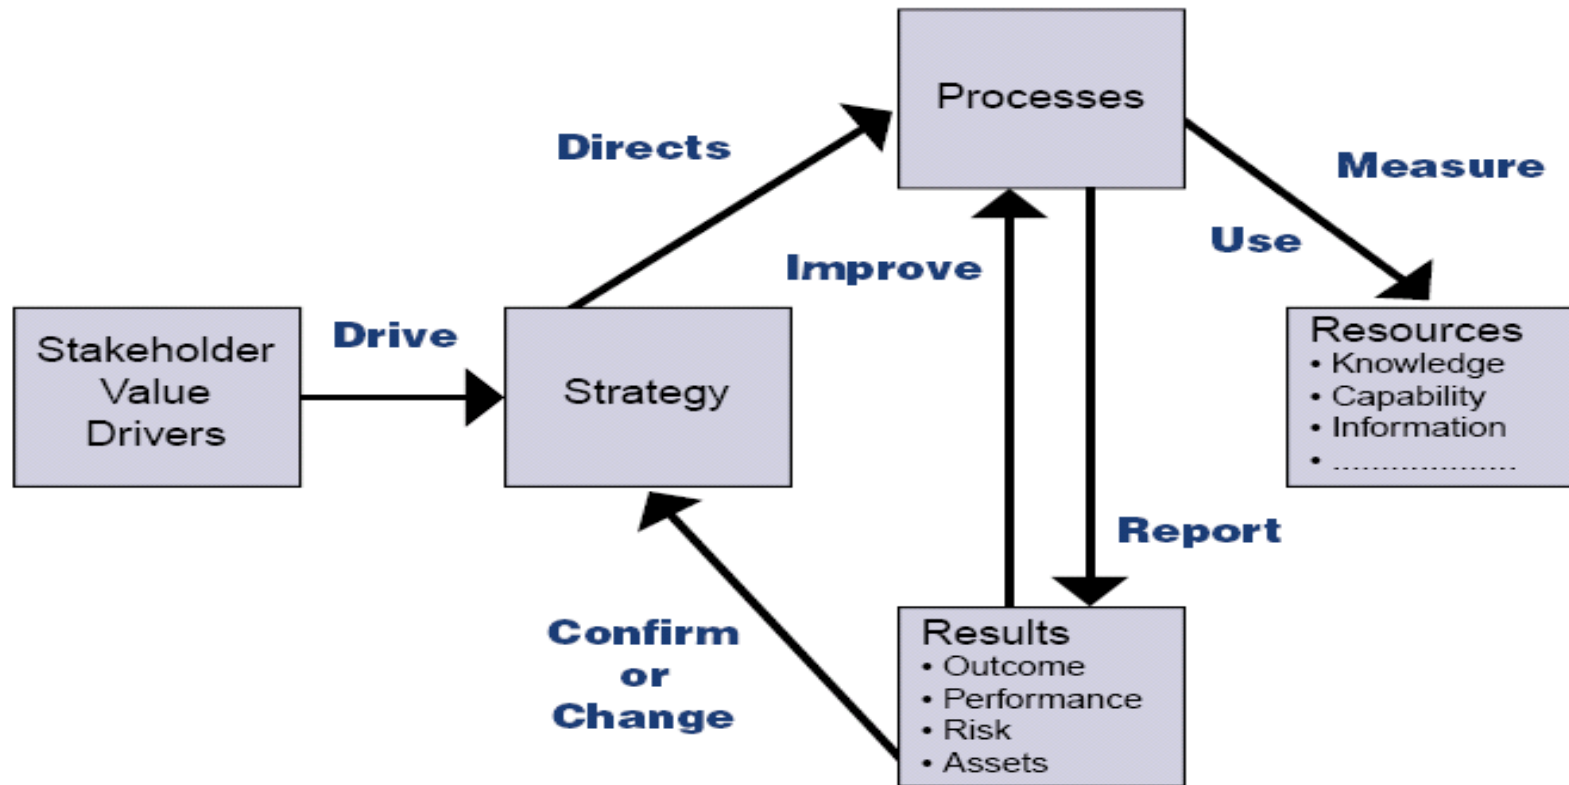 Processes
Directs
Measure
Use
Improve
Stakeholder
Value
Drivers
Drive
Strategy
Resources
• Knowledge
• Capability
• Information
• ...................
Report
Confirm
or
Change
Results
• Outcome
• Performance
• Risk
• Assets